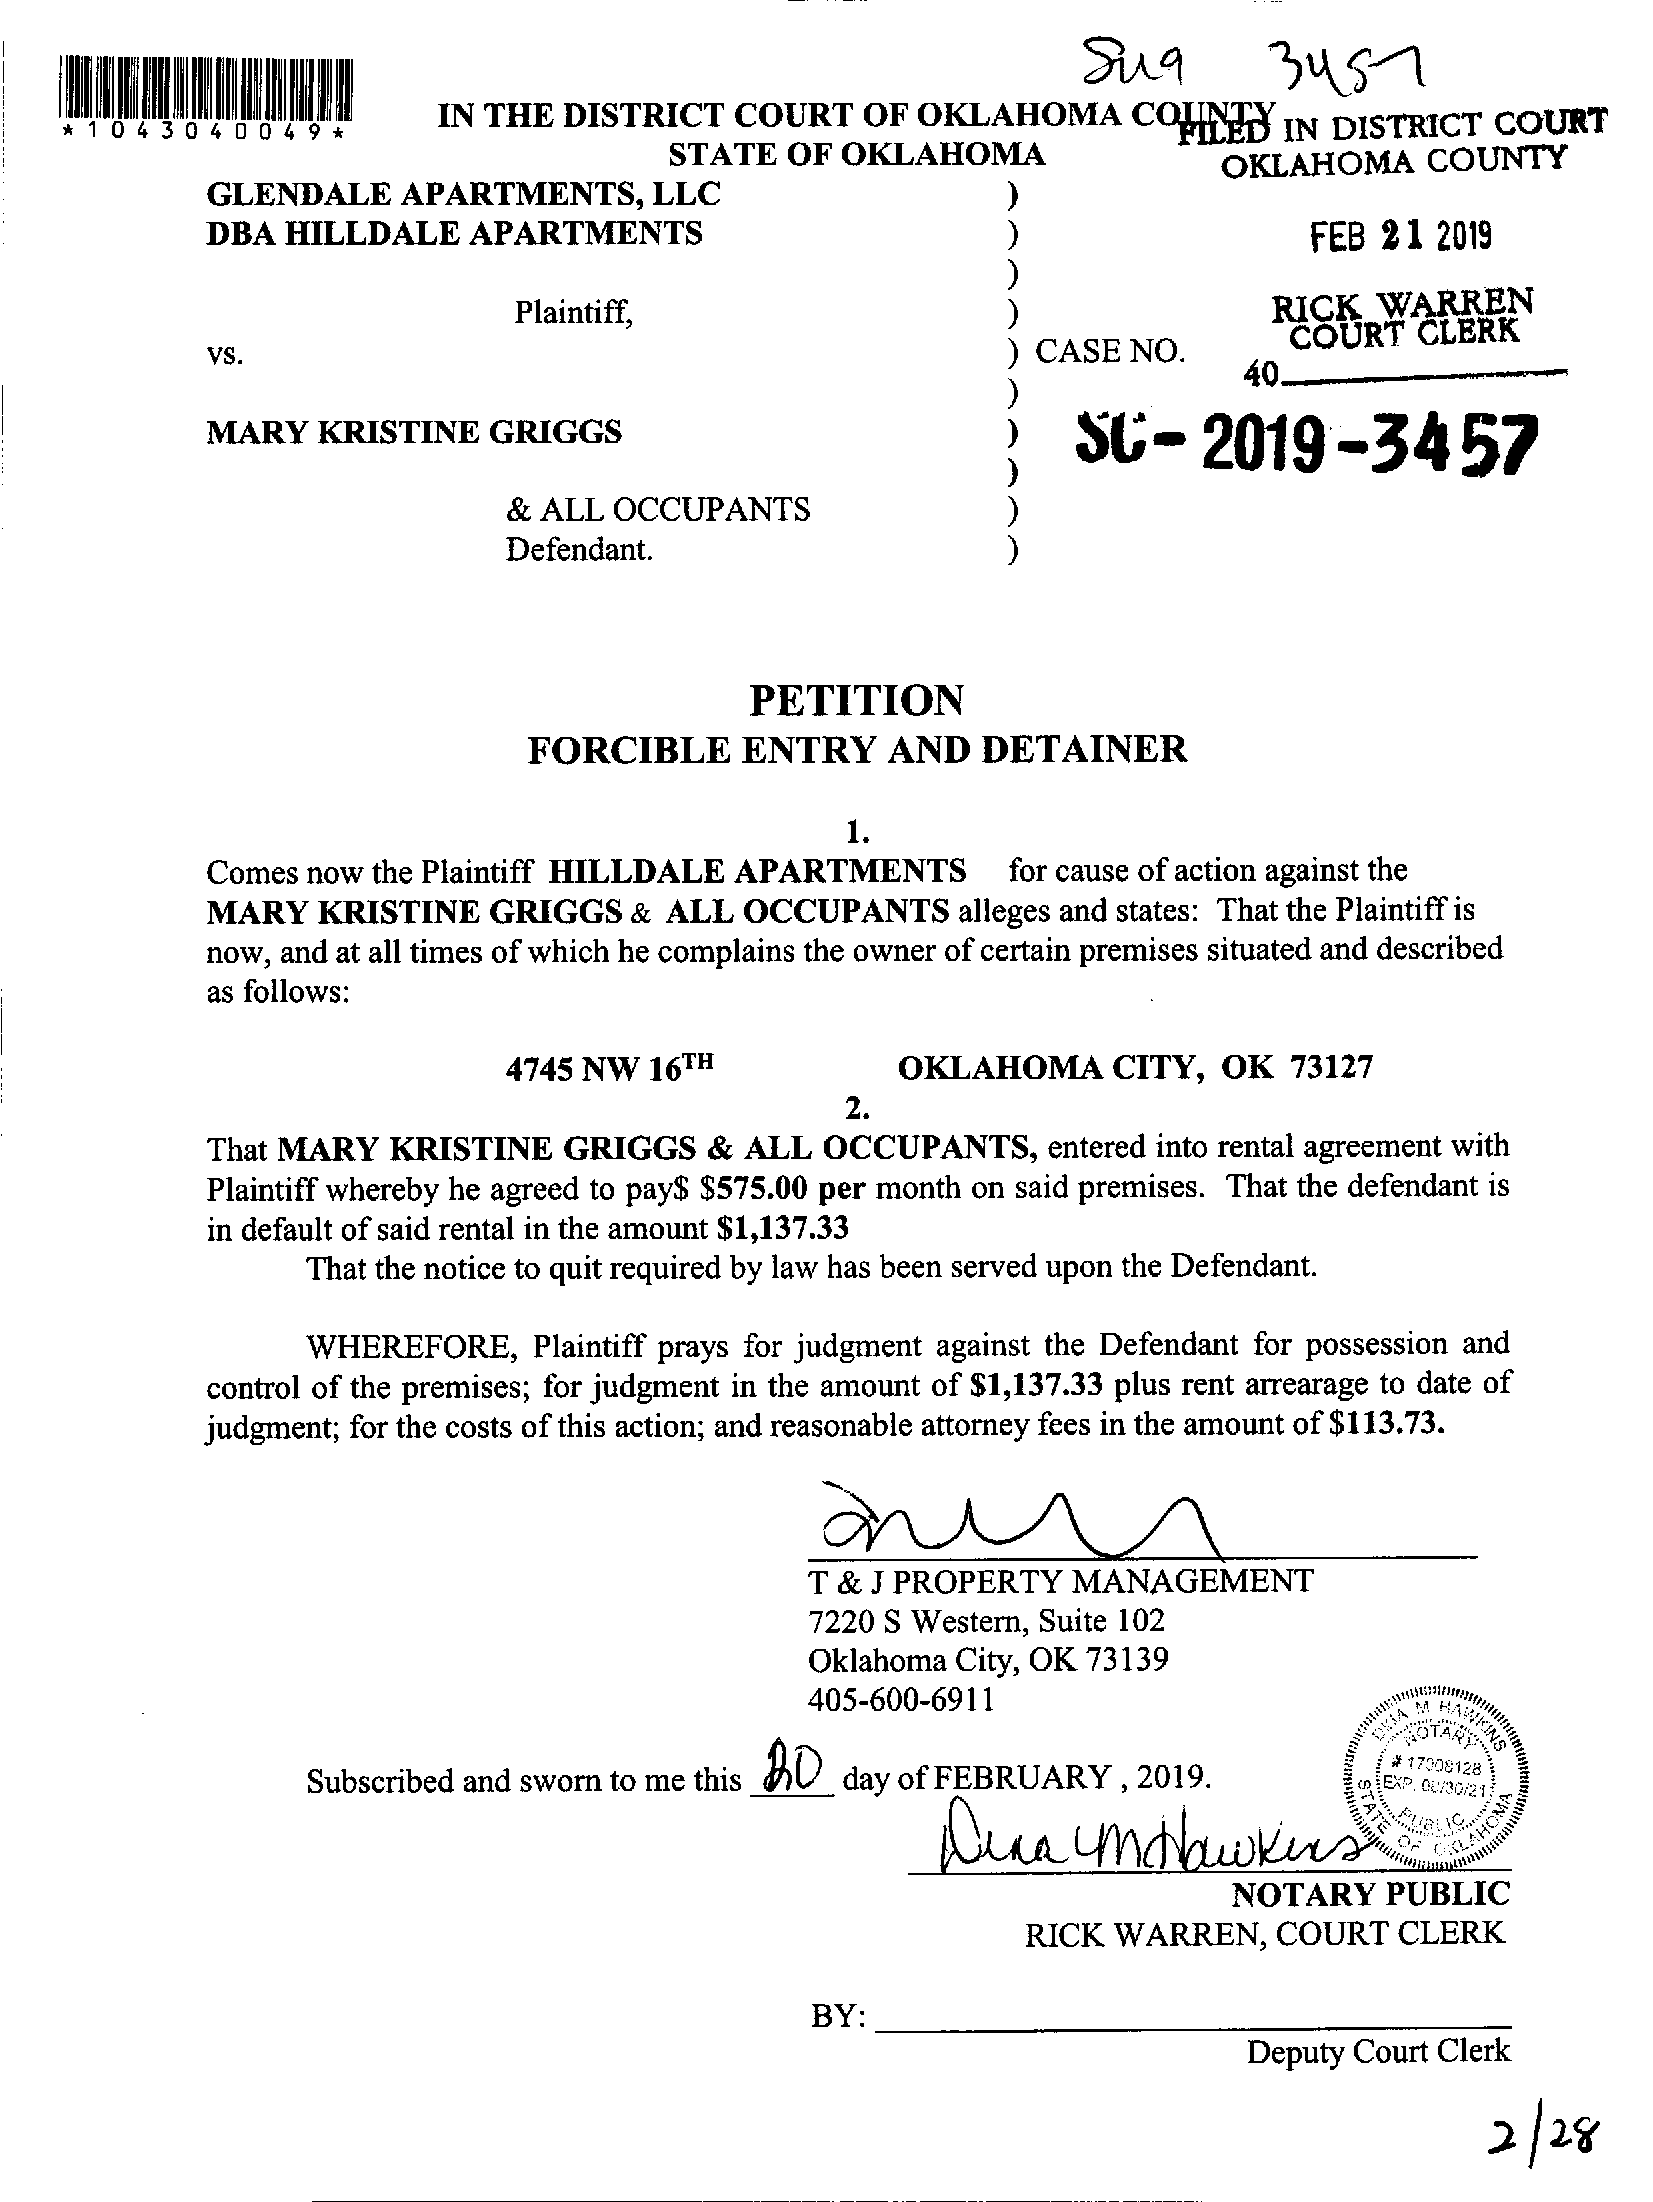 3457
*1043040049*
IN THE DISTRICT COURT OF OKLAHOMA COUNTY
FILED IN DISTRICT COURT
STATE OF OKLAHOMA
OKLAHOMA COUNTY
GLENDALE APARTMENTS, LLC )
DBA HILLDALE APARTMENTS )
FEB 21 2019
)
Plaintiff, )
RICK WARREN
COURT CLERK
vs. ) CASE NO.
40
)
MARY KRISTINE GRIGGS )
SC-2019-3457
)
& ALL OCCUPANTS )
Defendant. )
PETITION
FORCIBLE ENTRY AND DETAINER
1.
Comes now the Plaintiff HILLDALE APARTMENTS for cause of action against the
MARY KRISTINE GRIGGS & ALL OCCUPANTS alleges and states: That the Plaintiff is
now, and at all times of which he complains the owner of certain premises situated and described
as follows:
4745 NW 16TH OKLAHOMA CITY, OK 73127
2.
That MARY KRISTINE GRIGGS & ALL OCCUPANTS, entered into rental agreement with
Plaintiff whereby he agreed to pay$ $575.00 per month on said premises. That the defendant is
in default of said rental in the amount $1,137.33
That the notice to quit required by law has been served upon the Defendant.
WHEREFORE, Plaintiff prays for judgment against the Defendant for possession and
control of the premises; for judgment in the amount of $1,137.33 plus rent arrearage to date of
judgment; for the costs of this action; and reasonable attorney fees in the amount of $113.73.
T & J PROPERTY MANAGEMENT
7220 S Western, Suite 102
Oklahoma City, OK 73139
405-600-6911
Subscribed and sworn to me this 20 day of FEBRUARY , 2019.
M HAWKINS
NOTARY
# 17008128
PUBLIC
STATE OF OKLAHOMA
M Hawkins
NOTARY PUBLIC
RICK WARREN, COURT CLERK
BY:
Deputy Court Clerk
2/28